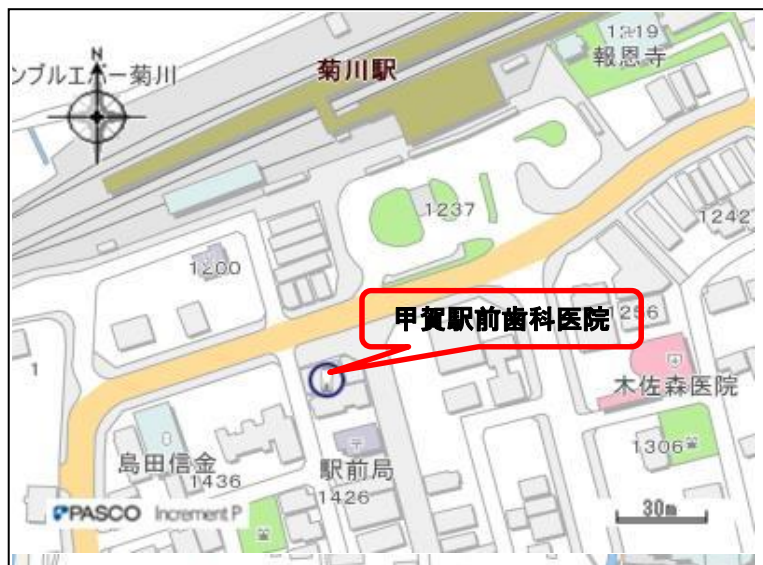 1219
報恩寺
N
ンブルエバー菊川
菊川駅
1237
1242
1200
甲賀駅前歯科医院
256
1
木佐森医院
島田信金
1436
駅前局
1426
1306
PASCO Increment P
30m